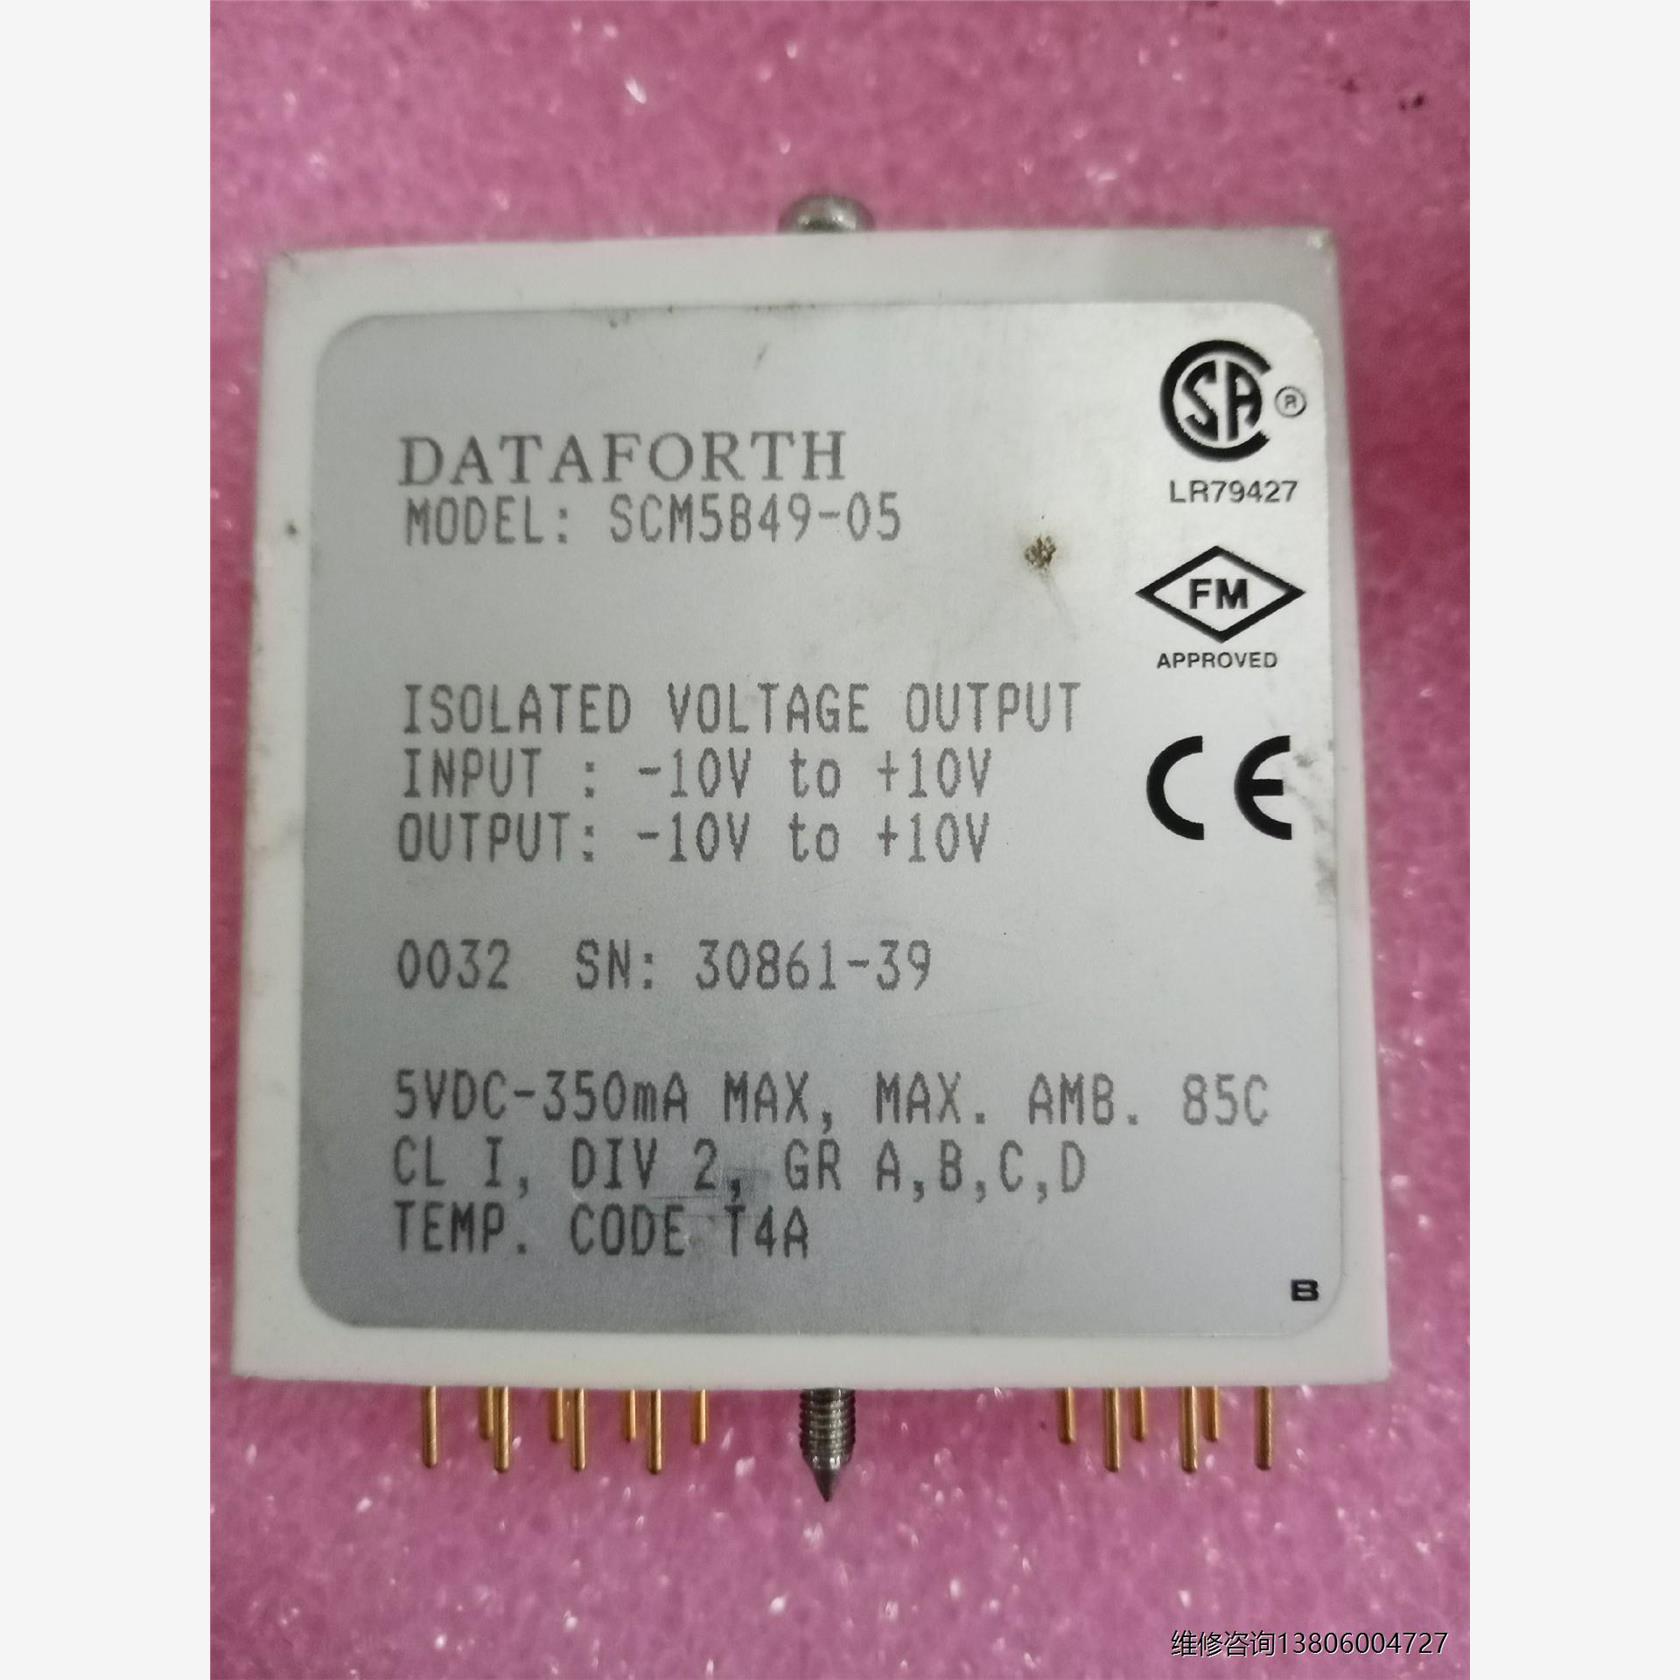 DATAFORTH
MODEL: SCM5B49-05
ISOLATED VOLTAGE OUTPUT
INPUT : -10V to +10V
OUTPUT: -10V to +10V
0032 SN: 30861-39
5VDC-350mA MAX, MAX. AMB. 85C
CL I, DIV 2, GR A,B,C,D
TEMP. CODE T4A
SA ®
LR79427
FM
APPROVED
CE
B
维修咨询13806004727